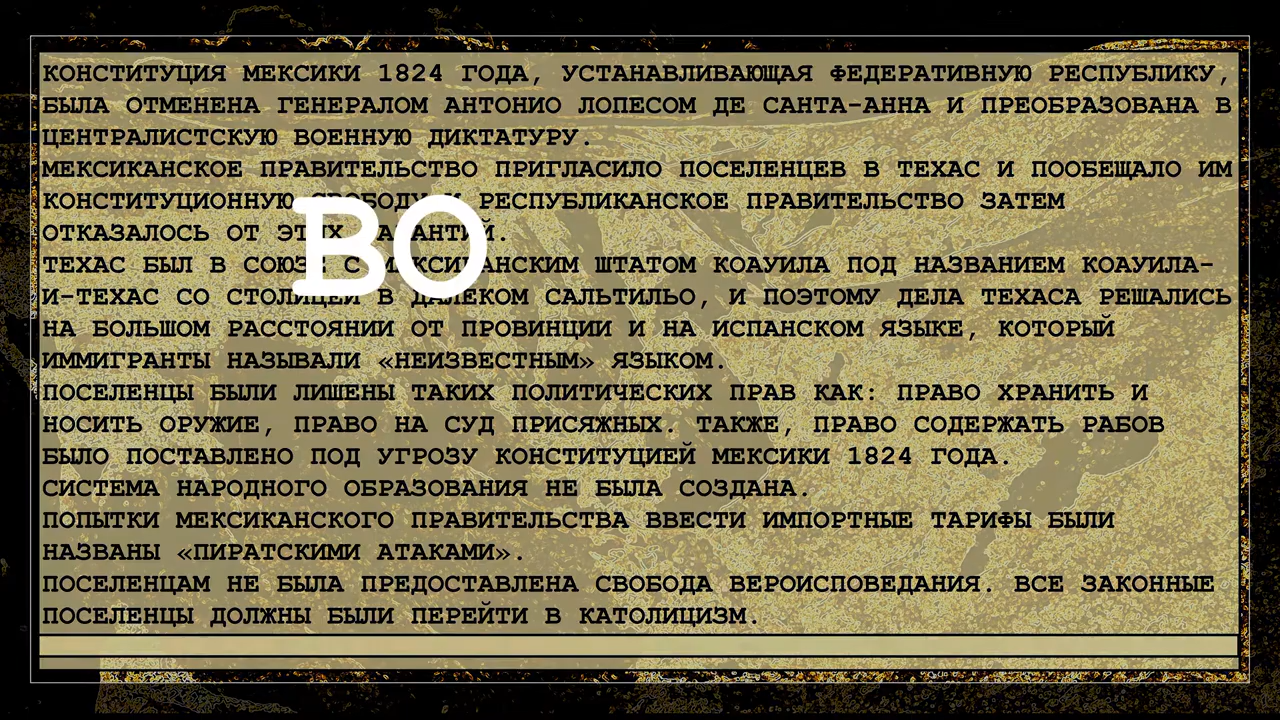 КОНСТИТУЦИЯ МЕКСИКИ 1824 ГОДА, УСТАНАВЛИВАЮЩАЯ ФЕДЕРАТИВНУЮ РЕСПУБЛИКУ,
БЫЛА ОТМЕНЕНА ГЕНЕРАЛОМ АНТОНИО ЛОПЕСОМ ДЕ САНТА-АННА И ПРЕОБРАЗОВАНА В
ЦЕНТРАЛИСТСКУЮ ВОЕННУЮ ДИКТАТУРУ.
МЕКСИКАНСКОЕ ПРАВИТЕЛЬСТВО ПРИГЛАСИЛО ПОСЕЛЕНЦЕВ В ТЕХАС И ПООБЕЩАЛО ИМ
КОНСТИТУЦИОННУЮ СВОБОДУ И РЕСПУБЛИКАНСКОЕ ПРАВИТЕЛЬСТВО ЗАТЕМ
ОТКАЗАЛОСЬ ОТ ЭТИХ ГАРАНТИЙ.
ВО
ТЕХАС БЫЛ В СОЮЗЕ С МЕКСИКАНСКИМ ШТАТОМ КОАУИЛА ПОД НАЗВАНИЕМ КОАУИЛА-
И-ТЕХАС СО СТОЛИЦЕЙ В ДАЛЕКОМ САЛЬТИЛЬО, И ПОЭТОМУ ДЕЛА ТЕХАСА РЕШАЛИСЬ
НА БОЛЬШОМ РАССТОЯНИИ ОТ ПРОВИНЦИИ И НА ИСПАНСКОМ ЯЗЫКЕ, КОТОРЫЙ
ИММИГРАНТЫ НАЗЫВАЛИ «НЕИЗВЕСТНЫМ» ЯЗЫКОМ.
ПОСЕЛЕНЦЫ БЫЛИ ЛИШЕНЫ ТАКИХ ПОЛИТИЧЕСКИХ ПРАВ КАК: ПРАВО ХРАНИТЬ И
НОСИТЬ ОРУЖИЕ, ПРАВО НА СУД ПРИСЯЖНЫХ. ТАКЖЕ, ПРАВО СОДЕРЖАТЬ РАБОВ
БЫЛО ПОСТАВЛЕНО ПОД УГРОЗУ КОНСТИТУЦИЕЙ МЕКСИКИ 1824 ГОДА.
СИСТЕМА НАРОДНОГО ОБРАЗОВАНИЯ НЕ БЫЛА СОЗДАНА.
ПОПЫТКИ МЕКСИКАНСКОГО ПРАВИТЕЛЬСТВА ВВЕСТИ ИМПОРТНЫЕ ТАРИФЫ БЫЛИ
НАЗВАНЫ «ПИРАТСКИМИ АТАКАМИ».
ПОСЕЛЕНЦАМ НЕ БЫЛА ПРЕДОСТАВЛЕНА СВОБОДА ВЕРОИСПОВЕДАНИЯ. ВСЕ ЗАКОННЫЕ
ПОСЕЛЕНЦЫ ДОЛЖНЫ БЫЛИ ПЕРЕЙТИ В КАТОЛИЦИЗМ.